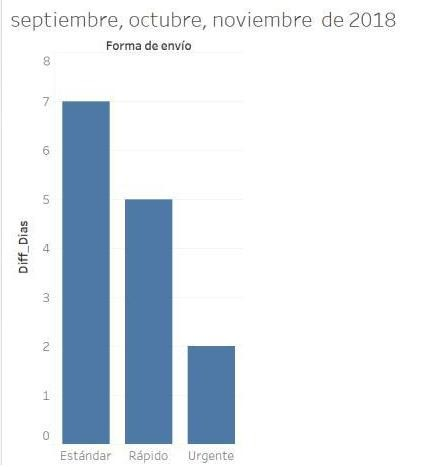 septiembre, octubre, noviembre de 2018
Forma de envío
8
7
6
5
4
3
2
1
0
Diff_Dias
Estándar Rápido Urgente